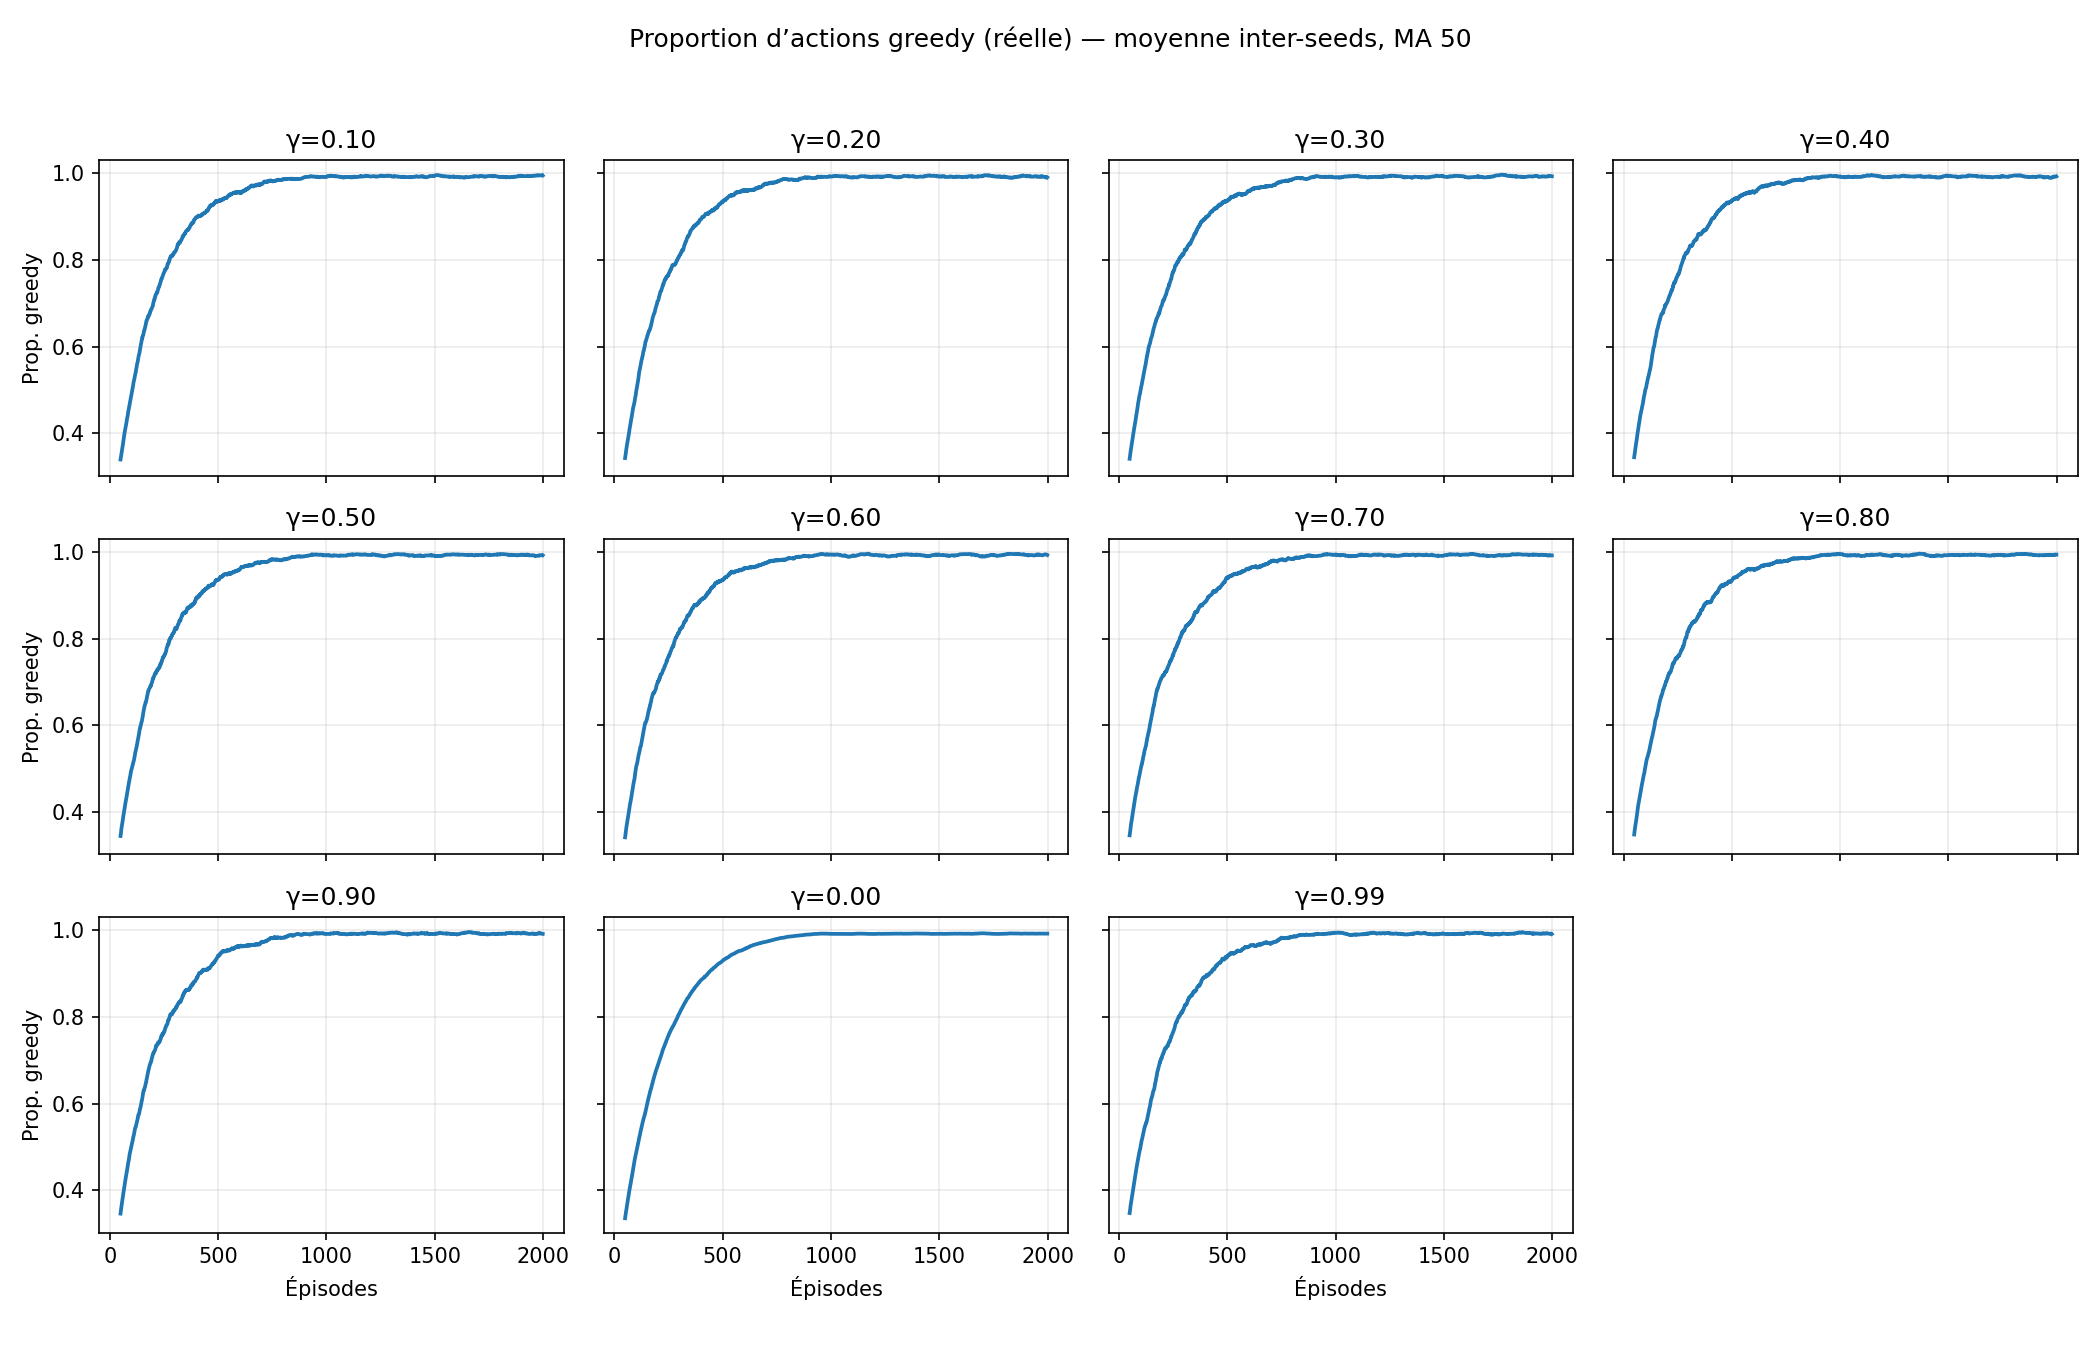 Proportion d’actions greedy (réelle) — moyenne inter-seeds, MA 50
γ=0.10
γ=0.20
γ=0.30
γ=0.40
1.0
0.8
0.6
0.4
Prop. greedy
γ=0.50
γ=0.60
γ=0.70
γ=0.80
1.0
0.8
0.6
0.4
Prop. greedy
γ=0.90
γ=0.00
γ=0.99
1.0
0.8
0.6
0.4
Prop. greedy
0 500 1000 1500 2000
0 500 1000 1500 2000
0 500 1000 1500 2000
Épisodes
Épisodes
Épisodes